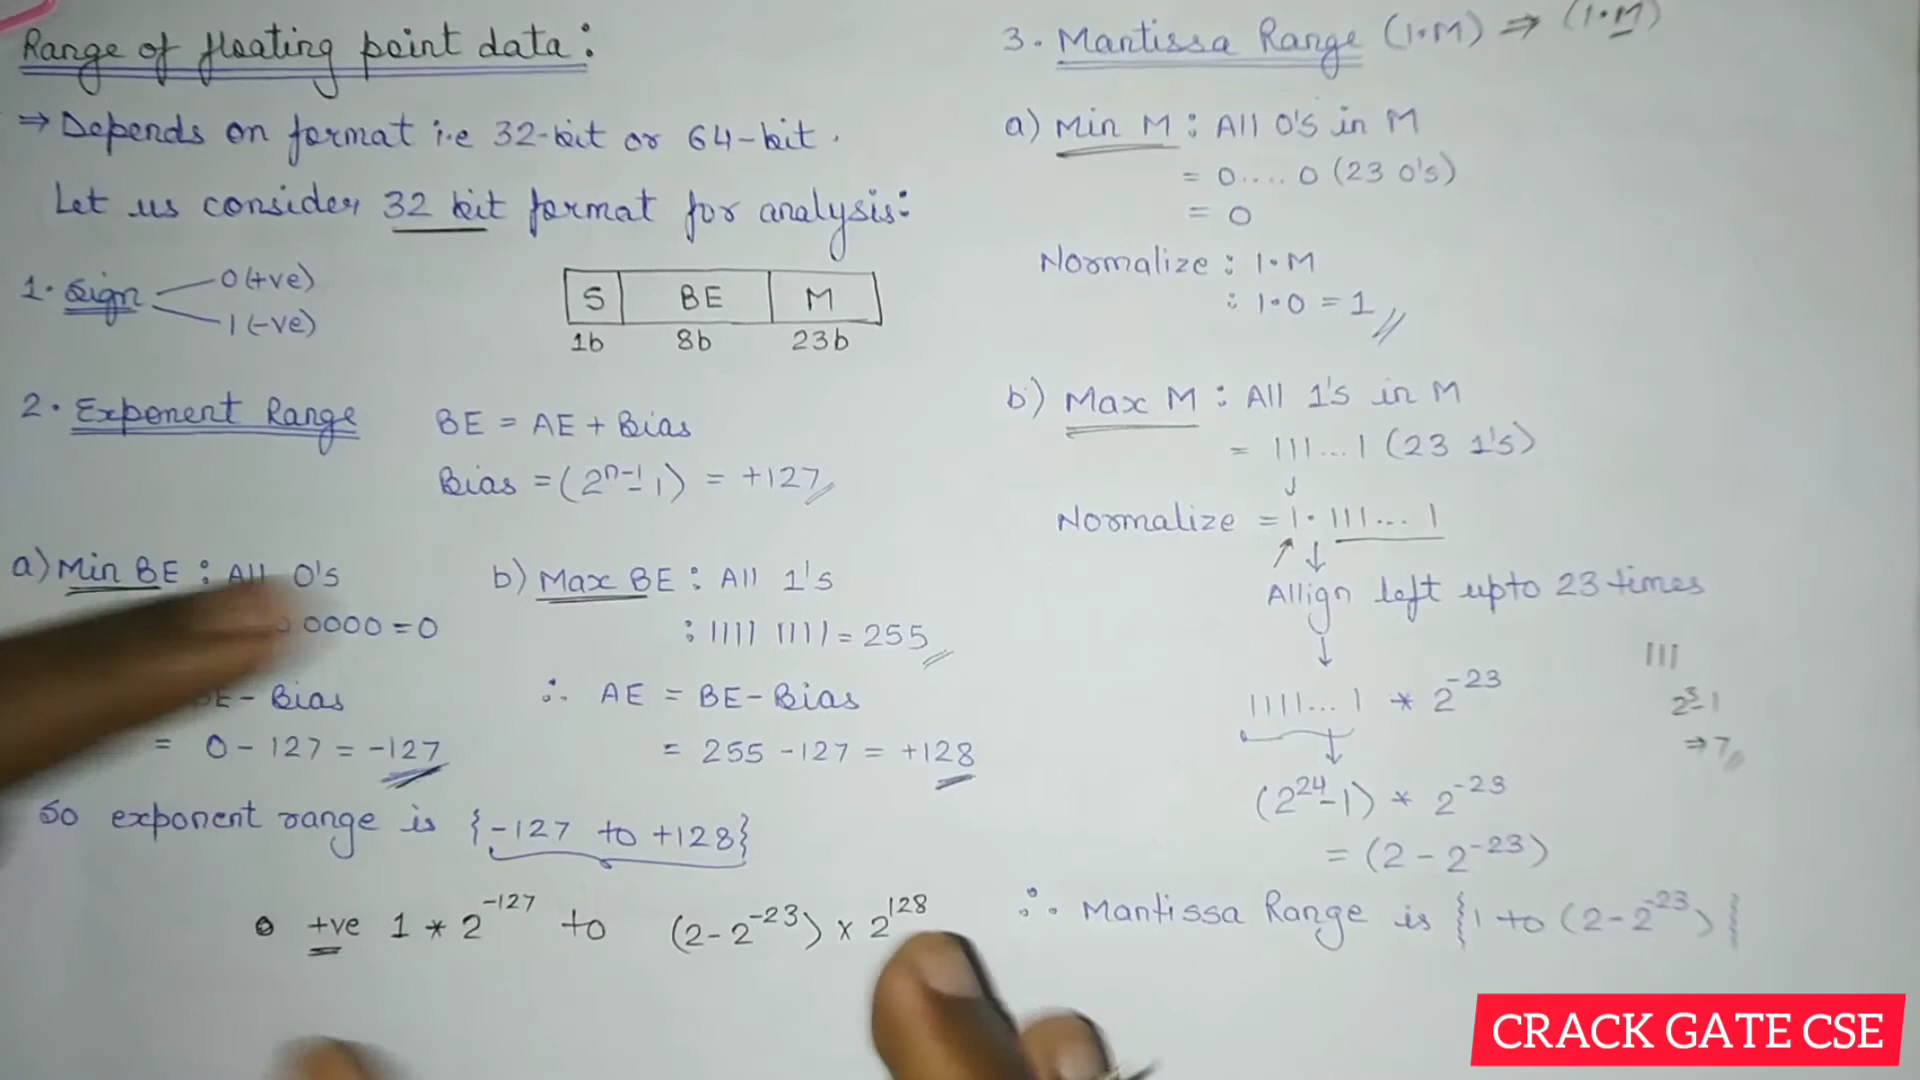 Range of floating point data:
⇒ Depends on format i.e 32-bit or 64-bit.
Let us consider 32 bit format for analysis:
1. Sign
0 (+ve)
1 (-ve)
S BE M
1b 8b 23b
2. Exponent Range
BE = AE + Bias
Bias = (2ⁿ⁻¹ - 1) = +127
a) Min BE : All 0's
0000 = 0
BE - Bias
= 0 - 127 = -127
b) Max BE : All 1's
: 1111 1111 = 255
∴ AE = BE - Bias
= 255 - 127 = +128
So exponent range is {-127 to +128}
+ve 1 * 2⁻¹²⁷ to (2 - 2⁻²³) x 2¹²⁸
3. Mantissa Range (1.M) ⇒ (1.M)
a) Min M : All 0's in M
= 0....0 (23 0's)
= 0
Normalize : 1.M
: 1.0 = 1
b) Max M : All 1's in M
= 111...1 (23 1's)
Normalize = 1.111...1
Allign left upto 23 times
1111...1 * 2⁻²³
(2²⁴ - 1) * 2⁻²³
= (2 - 2⁻²³)
111
2³-1
⇒ 7
∴ Mantissa Range is {1 to (2 - 2⁻²³)}
CRACK GATE CSE